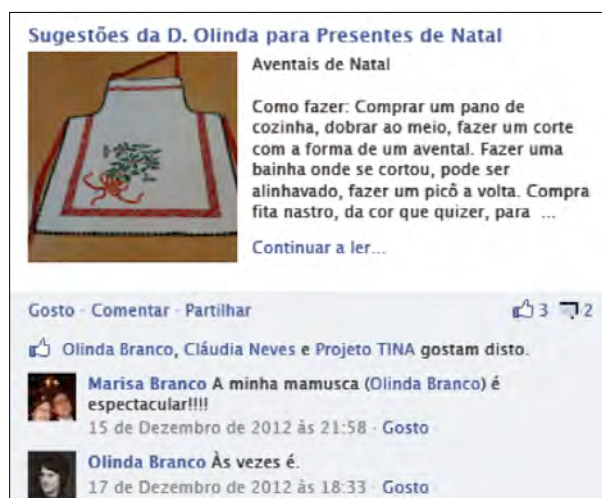 Sugestões da D. Olinda para Presentes de Natal
Aventais de Natal
Como fazer: Comprar um pano de
cozinha, dobrar ao meio, fazer um corte
com a forma de um avental. Fazer uma
bainha onde se cortou, pode ser
alinhavado, fazer um picô a volta. Compra
fita nastro, da cor que quizer, para ...
Continuar a ler...
Gosto · Comentar · Partilhar 3 2
Olinda Branco, Cláudia Neves e Projeto TINA gostam disto.
Marisa Branco A minha mamusca (Olinda Branco) é
espectacular!!!!
15 de Dezembro de 2012 às 21:58 · Gosto
Olinda Branco Às vezes é.
17 de Dezembro de 2012 às 18:33 · Gosto